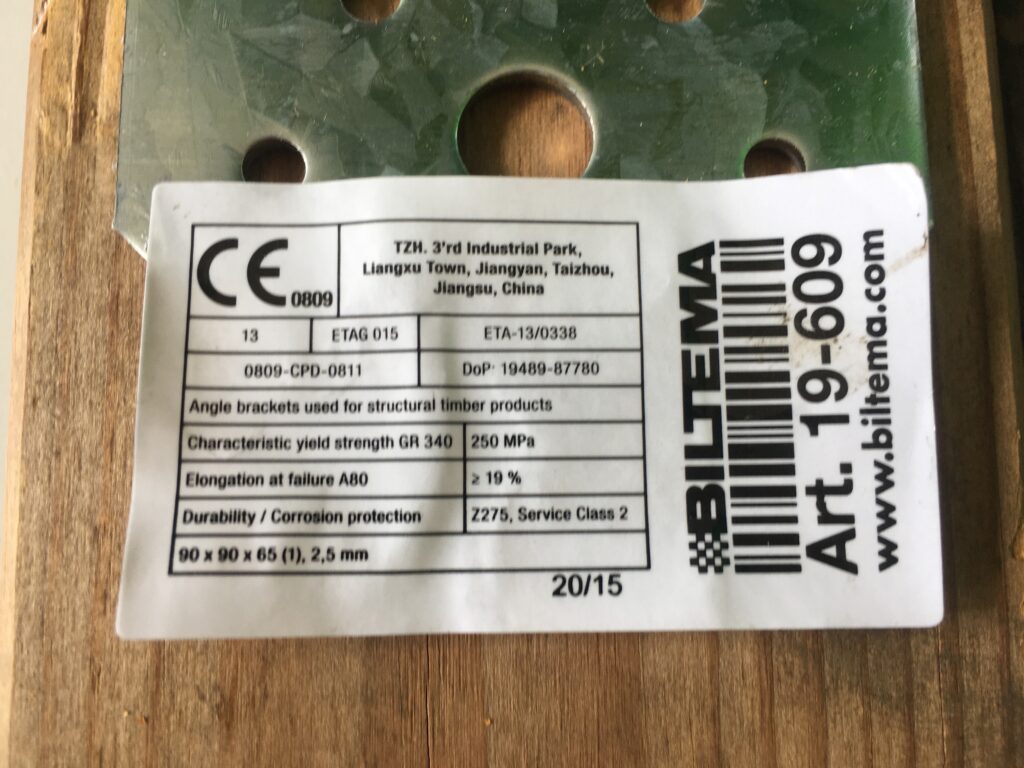 CE 0809
TZH. 3'rd Industrial Park,
Liangxu Town, Jiangyan, Taizhou,
Jiangsu, China
13
ETAG 015
ETA-13/0338
0809-CPD-0811
DoP: 19489-87780
Angle brackets used for structural timber products
Characteristic yield strength GR 340
250 MPa
Elongation at failure A80
≥ 19 %
Durability / Corrosion protection
Z275, Service Class 2
90 x 90 x 65 (1), 2,5 mm
20/15
BILTEMA
Art. 19-609
www.biltema.com